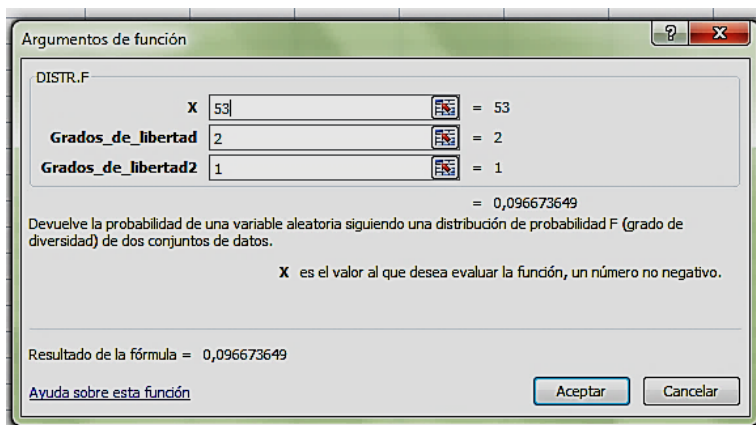 Argumentos de función
DISTR.F
X 53 = 53
Grados_de_libertad 2 = 2
Grados_de_libertad2 1 = 1
= 0,096673649
Devuelve la probabilidad de una variable aleatoria siguiendo una distribución de probabilidad F (grado de
diversidad) de dos conjuntos de datos.
X es el valor al que desea evaluar la función, un número no negativo.
Resultado de la fórmula = 0,096673649
Ayuda sobre esta función
Aceptar Cancelar